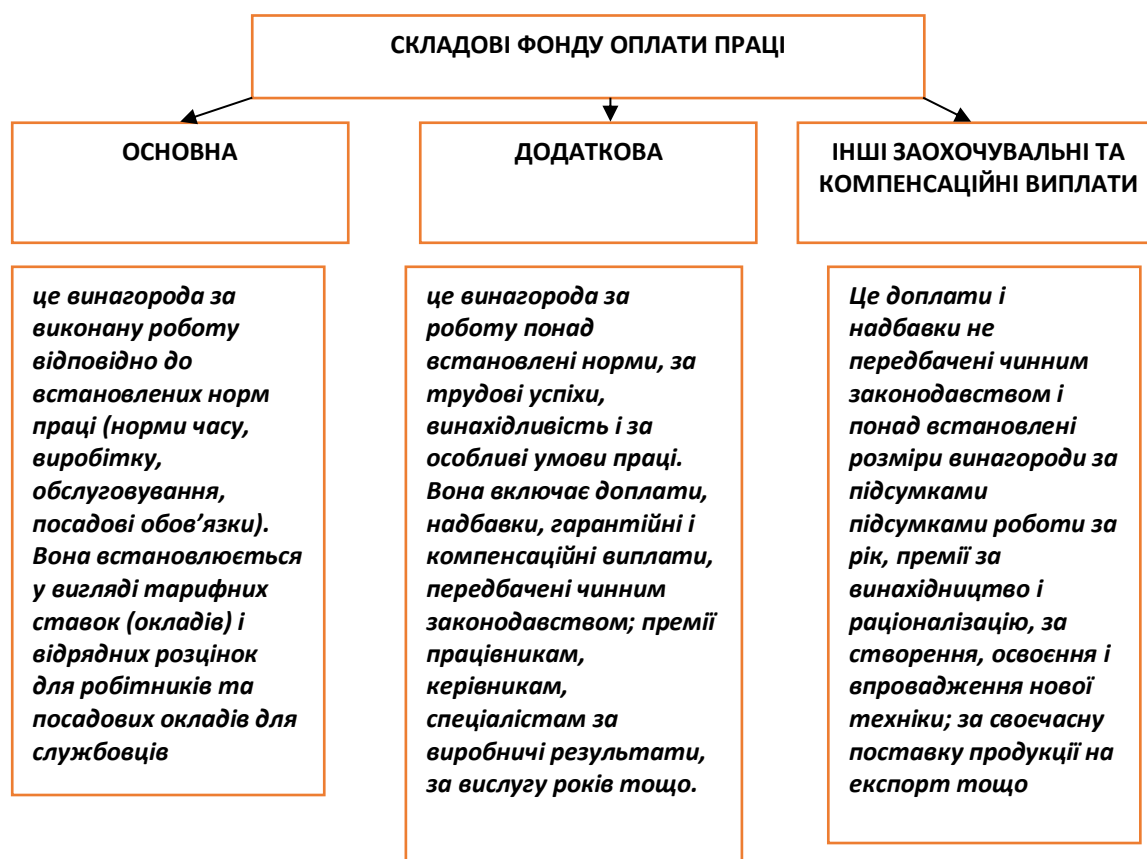 СКЛАДОВІ ФОНДУ ОПЛАТИ ПРАЦІ
ОСНОВНА
ДОДАТКОВА
ІНШІ ЗАОХОЧУВАЛЬНІ ТА
КОМПЕНСАЦІЙНІ ВИПЛАТИ
це винагорода за
виконану роботу
відповідно до
встановлених норм
праці (норми часу,
виробітку,
обслуговування,
посадові обов’язки).
Вона встановлюється
у вигляді тарифних
ставок (окладів) і
відрядних розцінок
для робітників та
посадових окладів для
службовців
це винагорода за
роботу понад
встановлені норми, за
трудові успіхи,
винахідливість і за
особливі умови праці.
Вона включає доплати,
надбавки, гарантійні і
компенсаційні виплати,
передбачені чинним
законодавством; премії
працівникам,
керівникам,
спеціалістам за
виробничі результати,
за вислугу років тощо.
Це доплати і
надбавки не
передбачені чинним
законодавством і
понад встановлені
розміри винагороди за
підсумками
підсумками роботи за
рік, премії за
винахідництво і
раціоналізацію, за
створення, освоєння і
впровадження нової
техніки; за своєчасну
поставку продукції на
експорт тощо